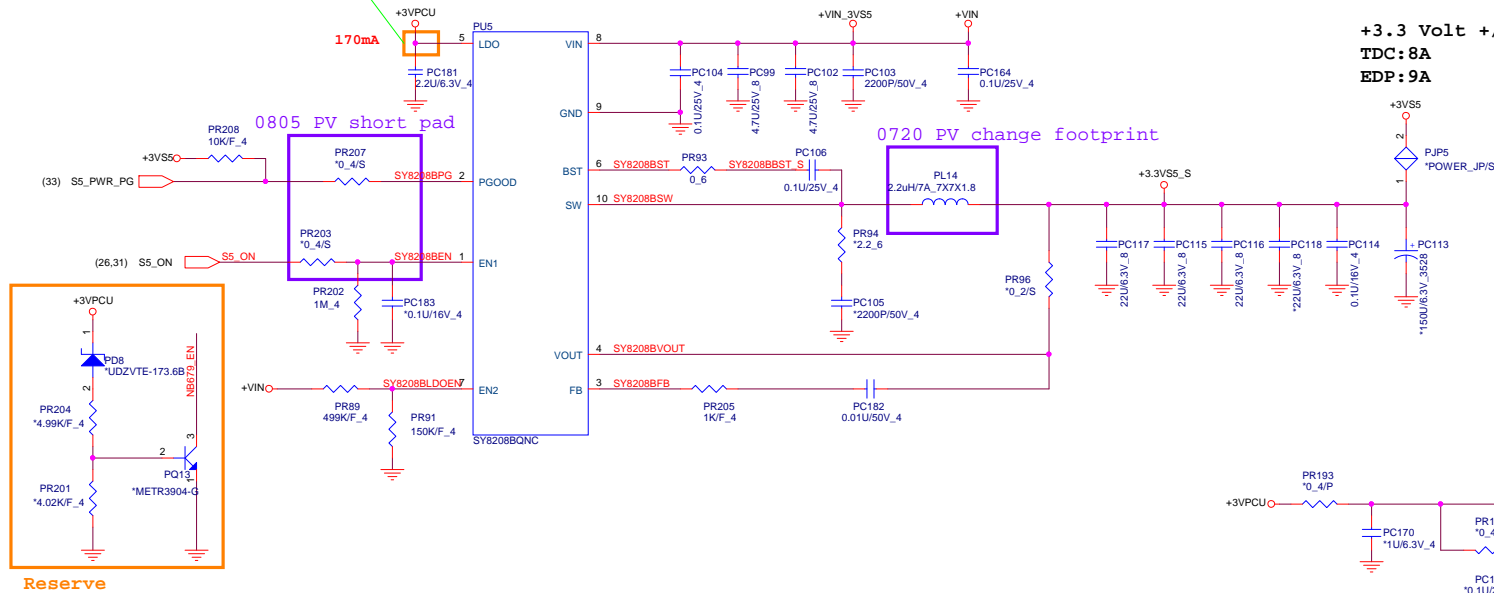 +3VPCU
PU5
170mA
5
LDO
PC181
2.2U/6.3V_4
+VIN_3VS5
+VIN
VIN
8
PC104
0.1U/25V_4
PC99
4.7U/25V_8
PC102
4.7U/25V_8
PC103
2200P/50V_4
PC164
0.1U/25V_4
GND
9
+3.3 Volt +/
TDC:8A
EDP:9A
+3VS5
2
PJP5
*POWER_JP/S
1
0805 PV short pad
PR208
10K/F_4
+3VS5
(33) S5_PWR_PG
PR207
*0_4/S
SY8208BPG
2
PGOOD
PR203
*0_4/S
(26,31) S5_ON
S5_ON
SY8208BEN
1
EN1
PR202
1M_4
PC183
*0.1U/16V_4
0720 PV change footprint
BST
6
SY8208BST
PR93
0_6
SY8208BBST_S
PC106
0.1U/25V_4
SW
10
SY8208BSW
PL14
2.2uH/7A_7X7X1.8
+3.3VS5_S
PR94
*2.2_6
PC105
*2200P/50V_4
PR96
*0_2/S
PC117
22U/6.3V_8
PC115
22U/6.3V_8
PC116
22U/6.3V_8
PC118
*22U/6.3V_8
PC114
0.1U/16V_4
+
PC113
*150U/6.3V_3528
VOUT
4
SY8208BVOUT
FB
3
SY8208BFB
PR205
1K/F_4
PC182
0.01U/50V_4
+VIN
PR89
499K/F_4
SY8208BLDOEN
7
EN2
PR91
150K/F_4
SY8208BQNC
+3VPCU
1
PD8
*UDZVTE-173.6B
2
PR204
*4.99K/F_4
PR201
*4.02K/F_4
NB679_EN
3
2
PQ13
1
*METR3904-G
Reserve
+3VPCU
PR193
*0_4/P
PC170
*1U/6.3V_4
PR1
*0_4
PC1
*0.1U/2